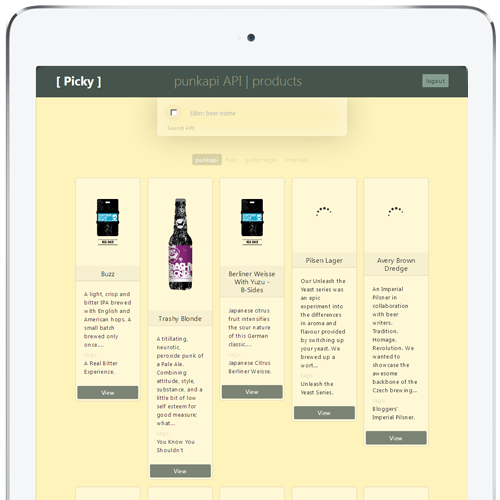 [ Picky ]
punkapi API | products
logout
filter: beer name
Search API
punkapi
Buzz
A light, crisp and
bitter IPA brewed
with English and
American hops. A
small batch
brewed only
once....
tags:
A Real Bitter
Experience.
View
Trashy Blonde
A titillating,
neurotic,
peroxide punk of
a Pale Ale.
Combining
attitude, style,
substance, and a
little bit of low
self esteem for
good measure;
what...
tags:
You Know You
Shouldn't
View
Berliner Weisse
With Yuzu -
B-Sides
Japanese citrus
fruit intensifies
the sour nature
of this German
classic....
tags:
Japanese Citrus
Berliner Weisse.
View
Pilsen Lager
Our Unleash the
Yeast series was
an epic
experiment into
the differences
in aroma and
flavour provided
by switching up
your yeast. We
brewed up a
wort...
tags:
Unleash the
Yeast Series.
View
Avery Brown
Dredge
An Imperial
Pilsner in
collaboration
with beer
writers.
Tradition.
Homage.
Revolution. We
wanted to
showcase the
awesome
backbone of the
Czech brewing...
tags:
Bloggers'
Imperial Pilsner.
View